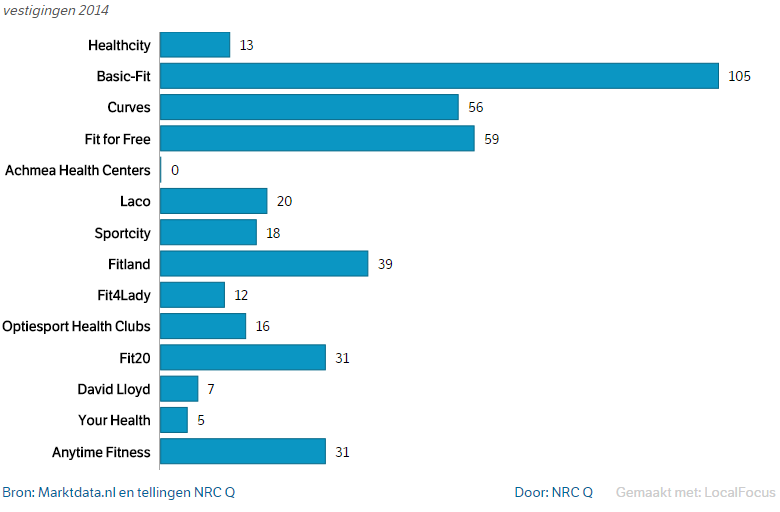 vestigingen 2014
Healthcity 13
Basic-Fit 105
Curves 56
Fit for Free 59
Achmea Health Centers 0
Laco 20
Sportcity 18
Fitland 39
Fit4Lady 12
Optiesport Health Clubs 16
Fit20 31
David Lloyd 7
Your Health 5
Anytime Fitness 31
Bron: Marktdata.nl en tellingen NRC Q Door: NRC Q Gemaakt met: LocalFocus